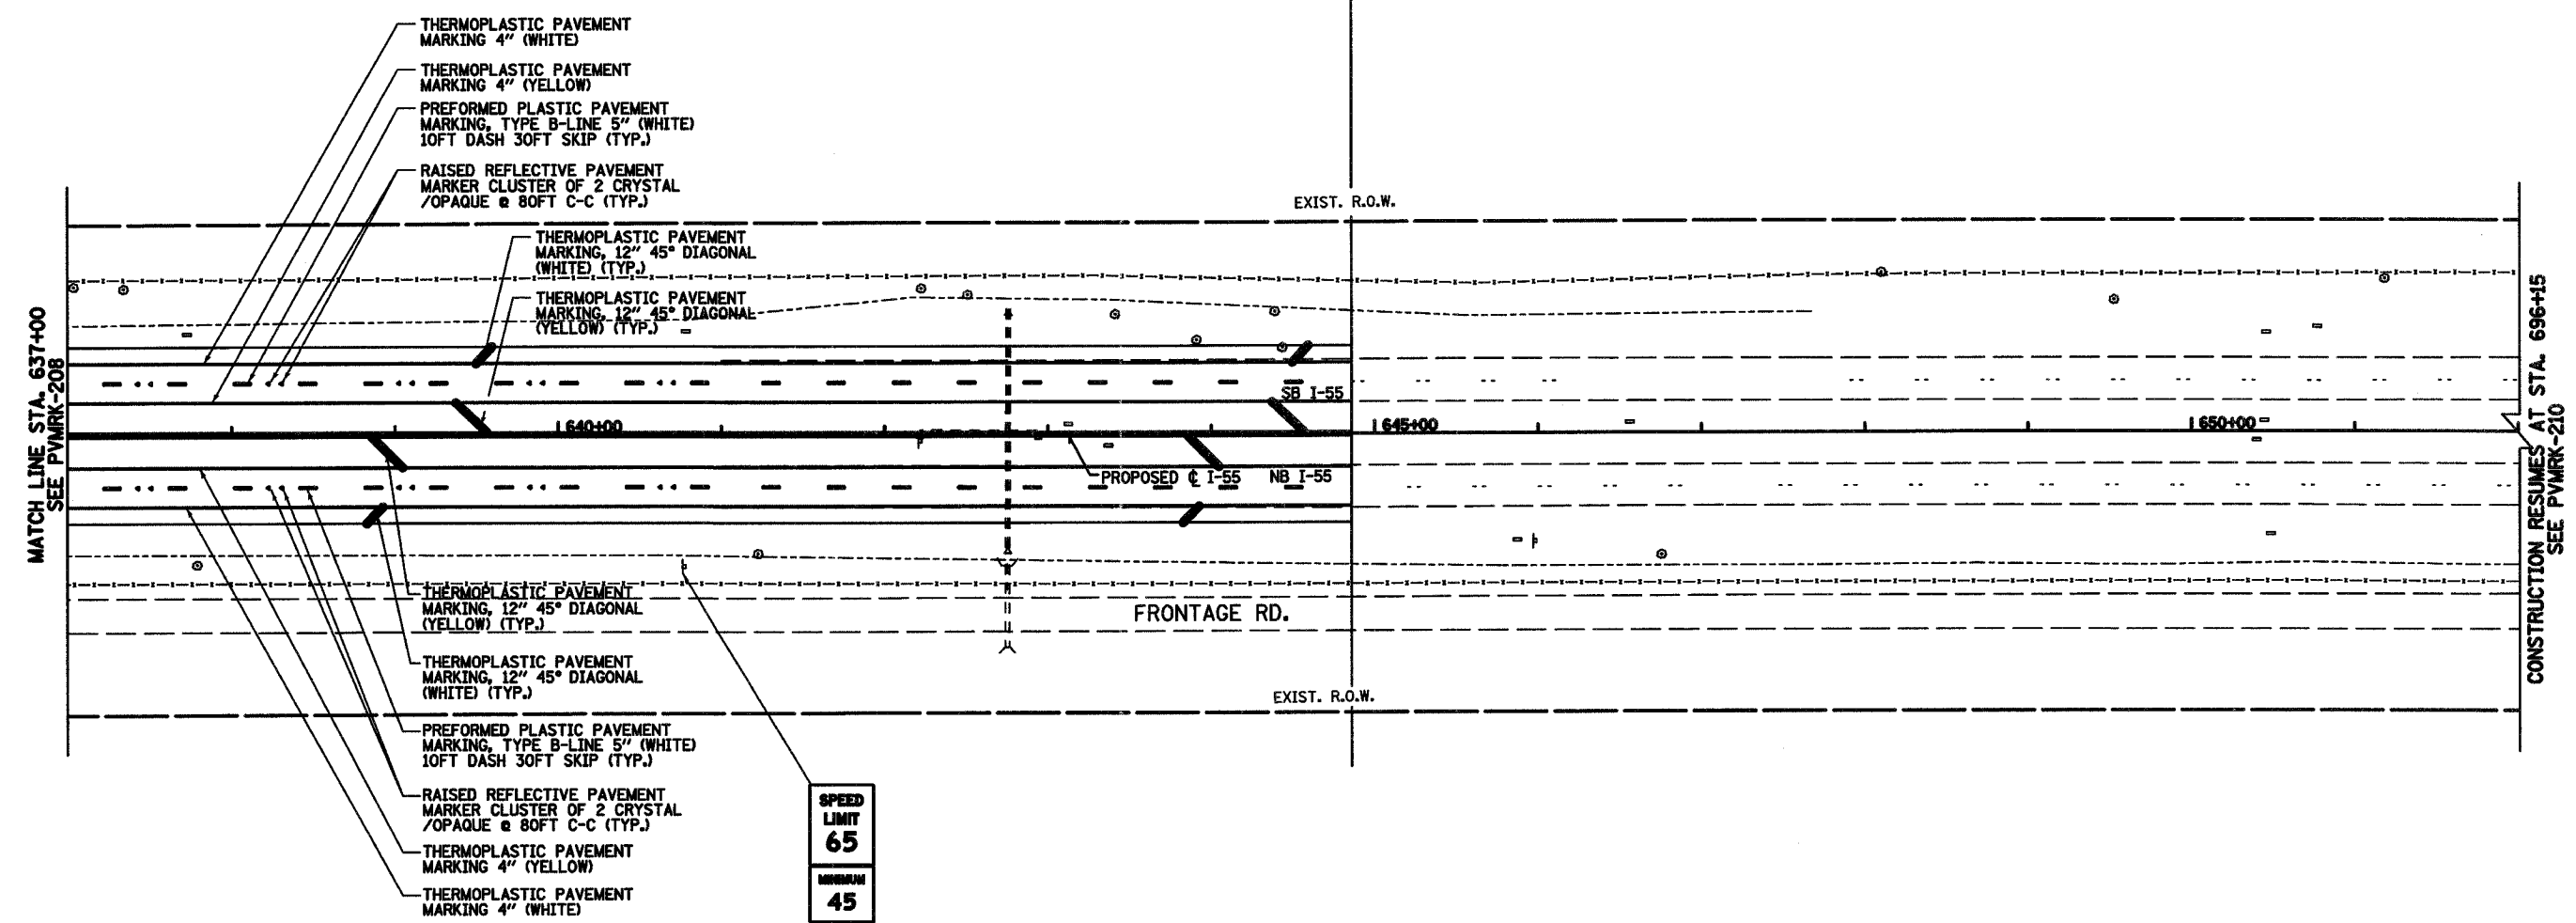 THERMOPLASTIC PAVEMENT
MARKING 4" (WHITE)
THERMOPLASTIC PAVEMENT
MARKING 4" (YELLOW)
PREFORMED PLASTIC PAVEMENT
MARKING, TYPE B-LINE 5" (WHITE)
10FT DASH 30FT SKIP (TYP.)
RAISED REFLECTIVE PAVEMENT
MARKER CLUSTER OF 2 CRYSTAL
/OPAQUE @ 80FT C-C (TYP.)
THERMOPLASTIC PAVEMENT
MARKING, 12" 45° DIAGONAL
(WHITE) (TYP.)
THERMOPLASTIC PAVEMENT
MARKING, 12" 45° DIAGONAL
(YELLOW) (TYP.)
EXIST. R.O.W.
MATCH LINE STA. 637+00
SEE PVMRK-208
SB I-55
640+00
645+00
650+00
PROPOSED ℄ I-55
NB I-55
CONSTRUCTION RESUMES AT STA. 696+15
SEE PVMRK-210
THERMOPLASTIC PAVEMENT
MARKING, 12" 45° DIAGONAL
(YELLOW) (TYP.)
FRONTAGE RD.
THERMOPLASTIC PAVEMENT
MARKING, 12" 45° DIAGONAL
(WHITE) (TYP.)
EXIST. R.O.W.
PREFORMED PLASTIC PAVEMENT
MARKING, TYPE B-LINE 5" (WHITE)
10FT DASH 30FT SKIP (TYP.)
RAISED REFLECTIVE PAVEMENT
MARKER CLUSTER OF 2 CRYSTAL
/OPAQUE @ 80FT C-C (TYP.)
THERMOPLASTIC PAVEMENT
MARKING 4" (YELLOW)
THERMOPLASTIC PAVEMENT
MARKING 4" (WHITE)
SPEED
LIMIT
65
MINIMUM
45